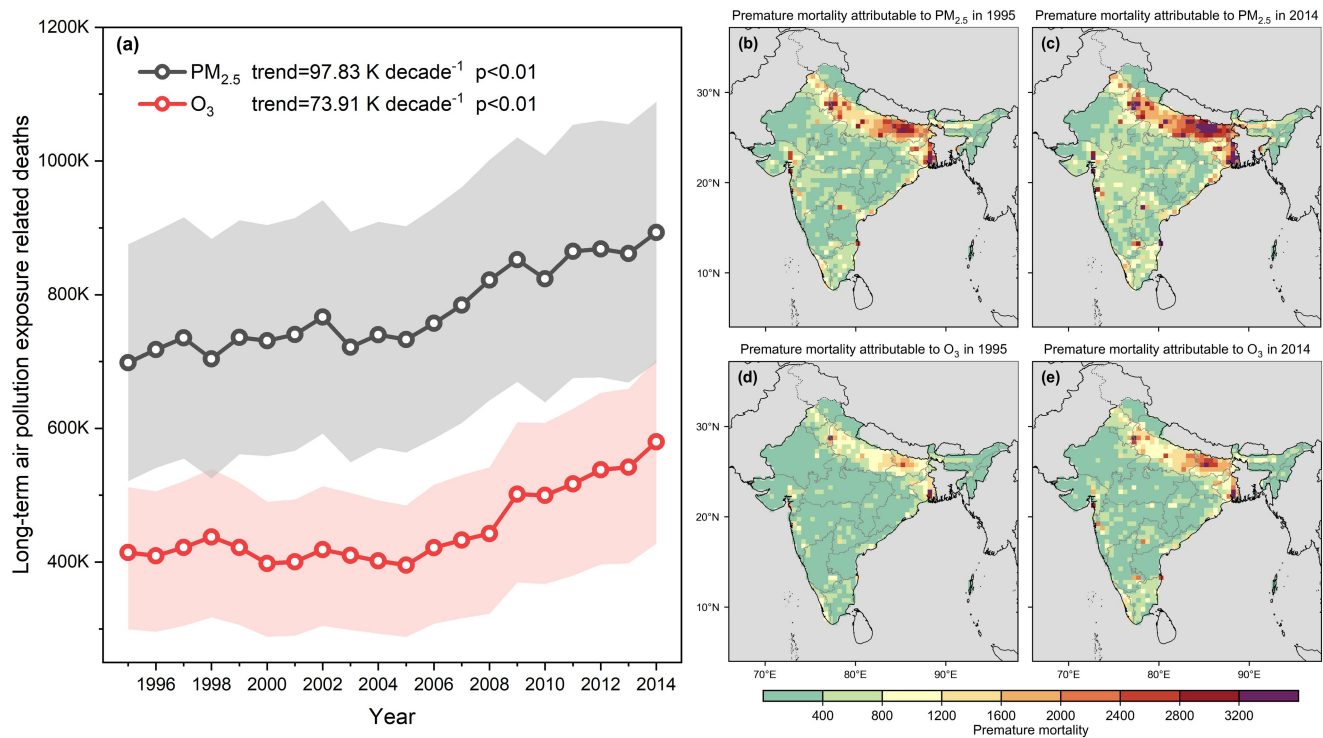 (a)
PM2.5 trend=97.83 K decade-1 p<0.01
O3 trend=73.91 K decade-1 p<0.01
Long-term air pollution exposure related deaths
1200K
1000K
800K
600K
400K
1996 1998 2000 2002 2004 2006 2008 2010 2012 2014
Year
Premature mortality attributable to PM2.5 in 1995
(b)
30°N
20°N
10°N
Premature mortality attributable to PM2.5 in 2014
(c)
Premature mortality attributable to O3 in 1995
(d)
30°N
20°N
10°N
70°E 80°E 90°E
Premature mortality attributable to O3 in 2014
(e)
70°E 80°E 90°E
400 800 1200 1600 2000 2400 2800 3200
Premature mortality